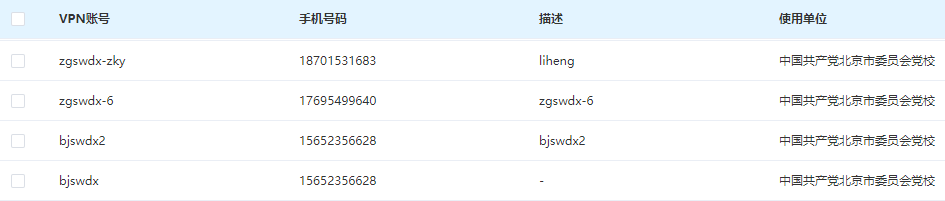 VPN账号 手机号码 描述 使用单位
zgswdx-zky 18701531683 liheng 中国共产党北京市委员会党校
zgswdx-6 17695499640 zgswdx-6 中国共产党北京市委员会党校
bjswdx2 15652356628 bjswdx2 中国共产党北京市委员会党校
bjswdx 15652356628 - 中国共产党北京市委员会党校